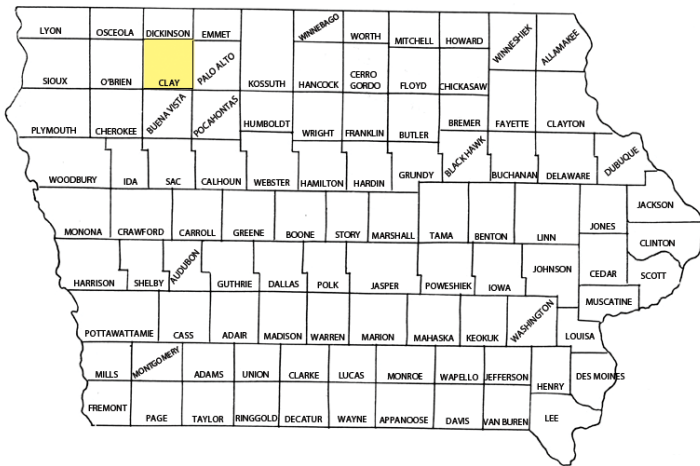 LYON OSCEOLA DICKINSON EMMET WINNEBAGO WORTH MITCHELL HOWARD WINNESHIEK ALLAMAKEE
SIOUX O'BRIEN CLAY PALO ALTO KOSSUTH HANCOCK CERRO GORDO FLOYD CHICKASAW
PLYMOUTH CHEROKEE BUENA VISTA POCAHONTAS HUMBOLDT WRIGHT FRANKLIN BUTLER BREMER FAYETTE CLAYTON
WOODBURY IDA SAC CALHOUN WEBSTER HAMILTON HARDIN GRUNDY BLACK HAWK BUCHANAN DELAWARE DUBUQUE
MONONA CRAWFORD CARROLL GREENE BOONE STORY MARSHALL TAMA BENTON LINN JONES JACKSON
CLINTON
HARRISON SHELBY AUDUBON GUTHRIE DALLAS POLK JASPER POWESHIEK IOWA JOHNSON CEDAR SCOTT
MUSCATINE
POTTAWATTAMIE CASS ADAIR MADISON WARREN MARION MAHASKA KEOKUK WASHINGTON LOUISA
MILLS MONTGOMERY ADAMS UNION CLARKE LUCAS MONROE WAPELLO JEFFERSON HENRY DES MOINES
FREMONT PAGE TAYLOR RINGGOLD DECATUR WAYNE APPANOOSE DAVIS VAN BUREN LEE